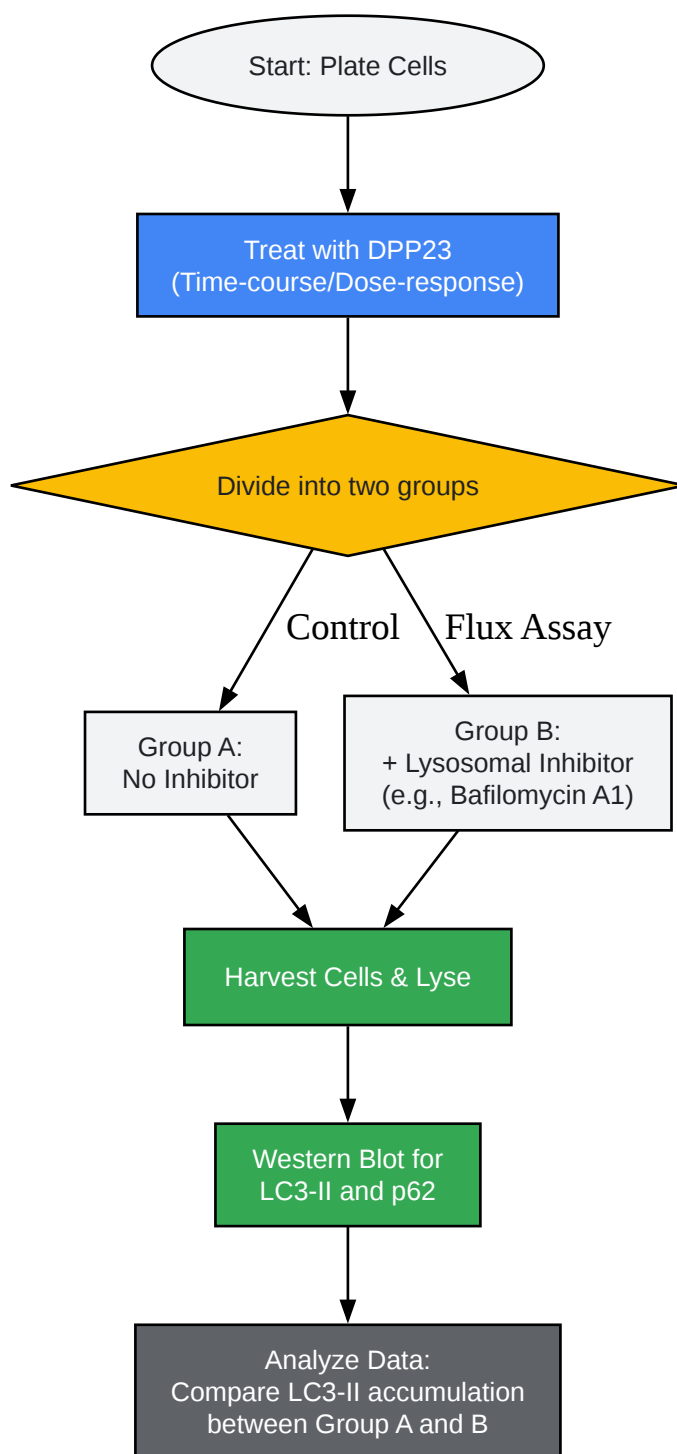 Start: Plate Cells
Treat with DPP23
(Time-course/Dose-response)
Divide into two groups
Control
Flux Assay
Group A:
No Inhibitor
Group B:
+ Lysosomal Inhibitor
(e.g., Bafilomycin A1)
Harvest Cells & Lyse
Western Blot for
LC3-II and p62
Analyze Data:
Compare LC3-II accumulation
between Group A and B